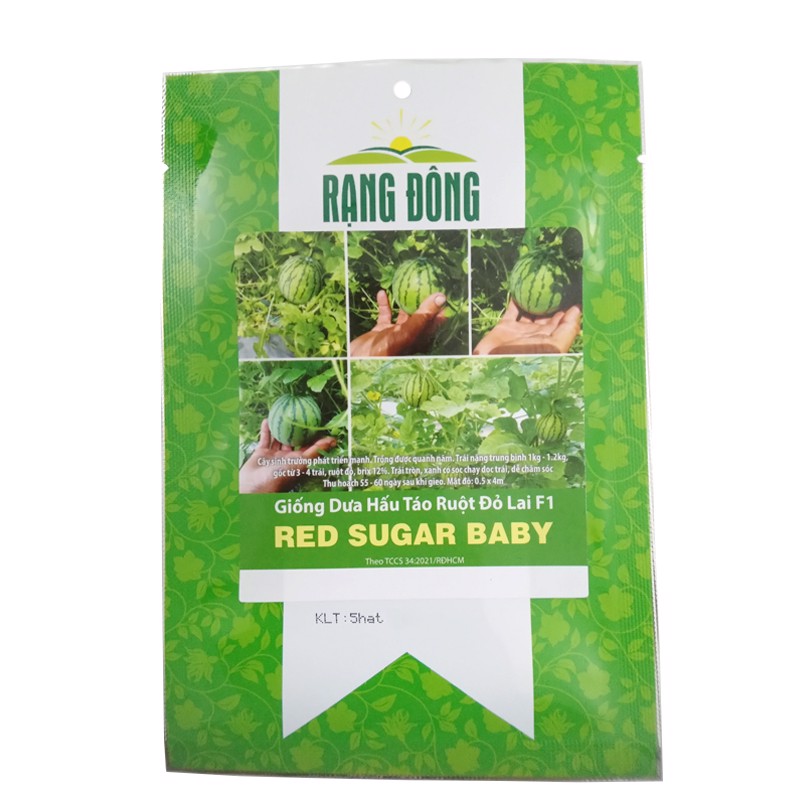 RẠNG ĐÔNG
Cây sinh trưởng phát triển mạnh. Trồng được quanh năm. Trái nặng trung bình 1kg - 1.2kg,
gốc từ 3 - 4 trái, ruột đỏ, brix 12%. Trái tròn, xanh có sọc chạy dọc trái, dễ chăm sóc
Thu hoạch 55 - 60 ngày sau khi gieo. Mật độ: 0.5 x 4m
Giống Dưa Hấu Táo Ruột Đỏ Lai F1
RED SUGAR BABY
Theo TCCS 34:2021/RĐHCM
KLT:5hat